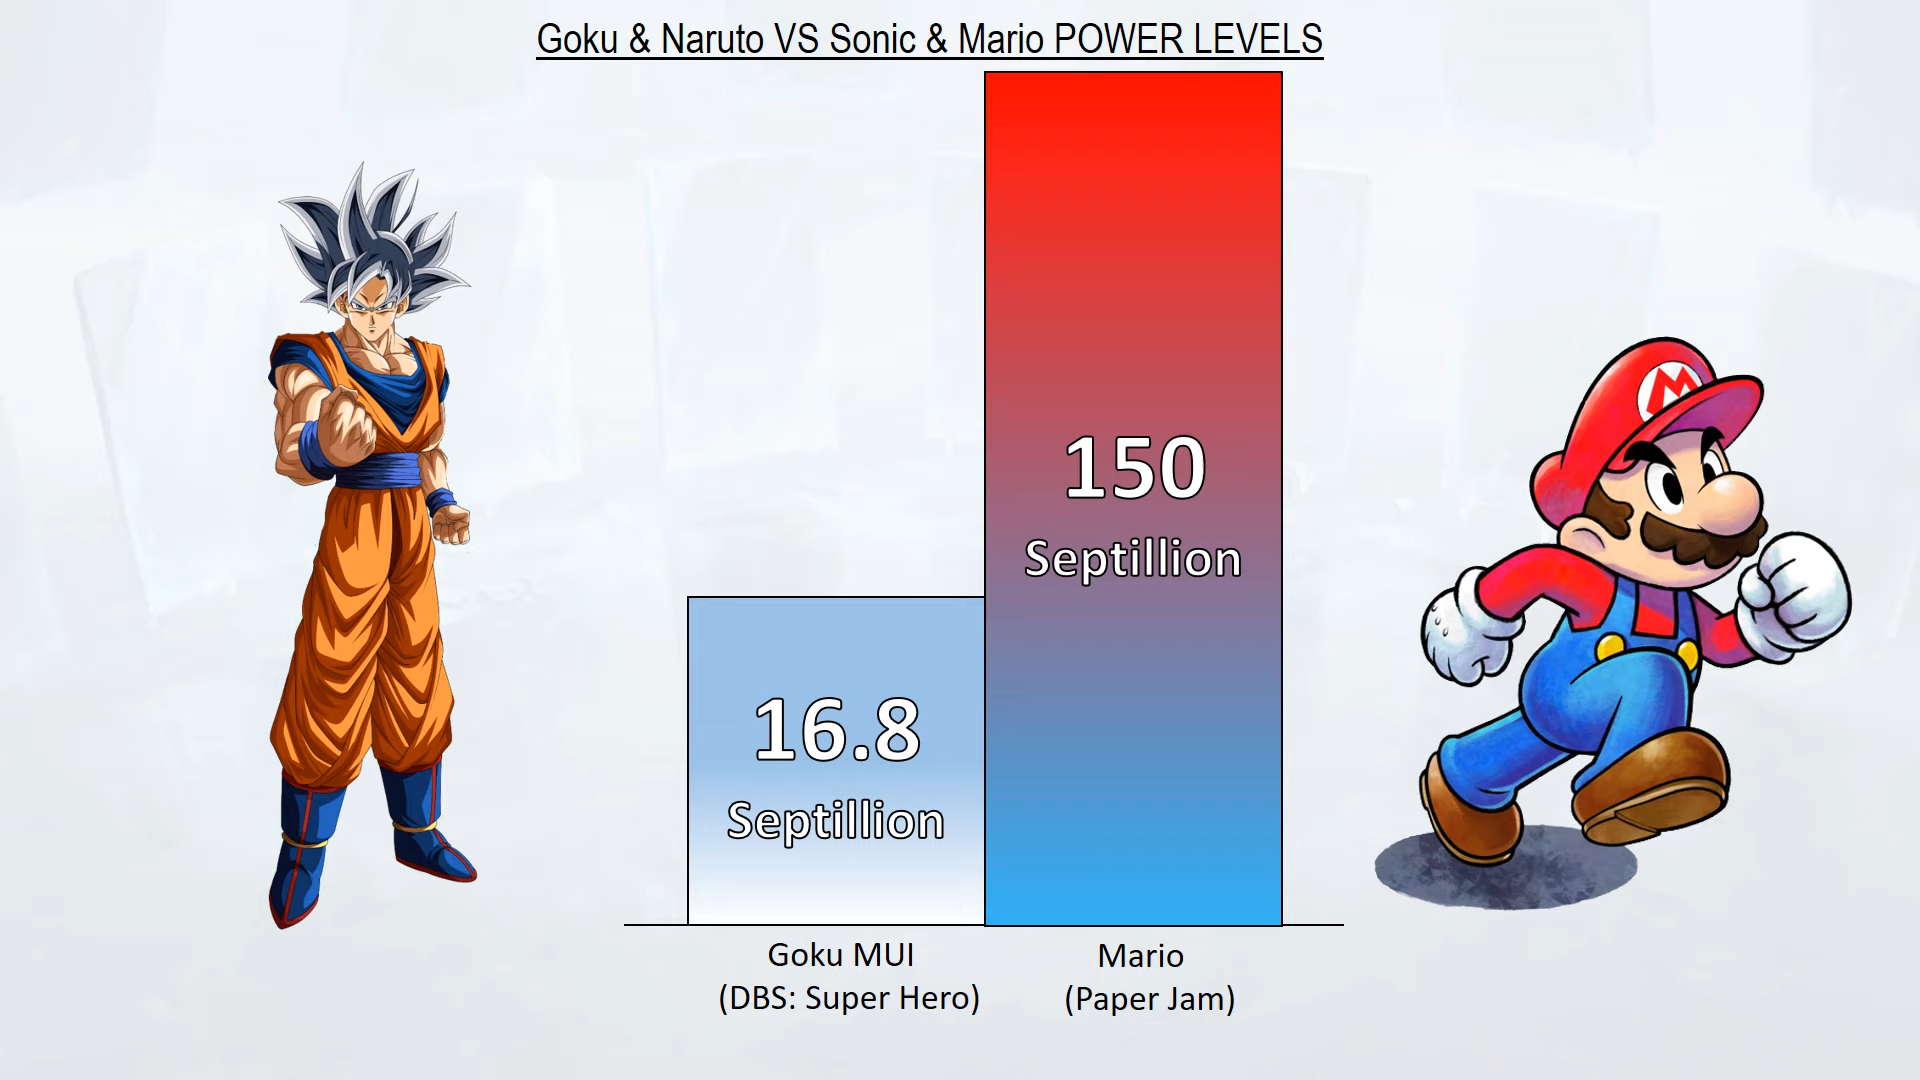 Goku & Naruto VS Sonic & Mario POWER LEVELS
M
150
Septillion
16.8
Septillion
Goku MUI
(DBS: Super Hero)
Mario
(Paper Jam)